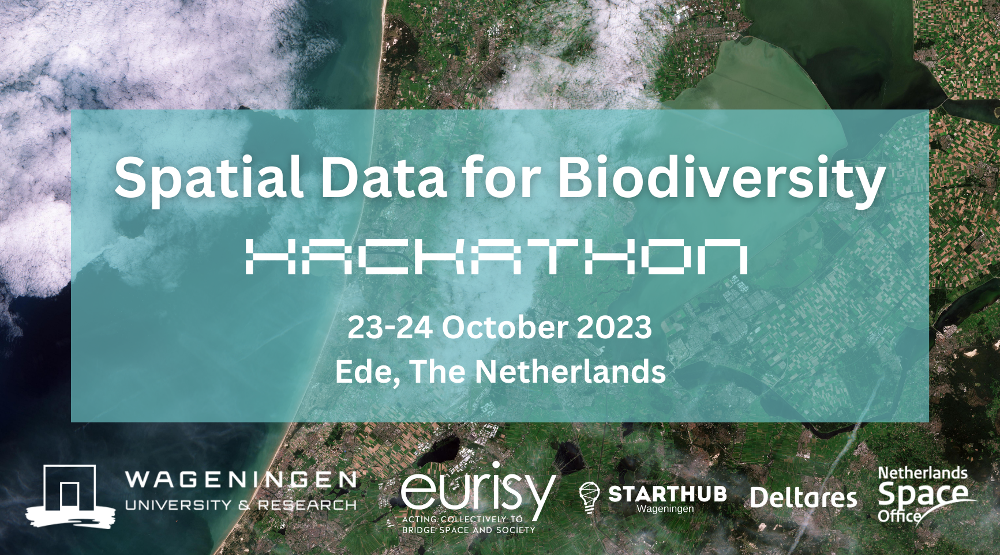 Spatial Data for Biodiversity
HACKATHON
23-24 October 2023
Ede, The Netherlands
WAGENINGEN
UNIVERSITY & RESEARCH
eurisy
ACTING COLLECTIVELY TO
BRIDGE SPACE AND SOCIETY
STARTHUB
Wageningen
Deltares
Netherlands
Space
Office